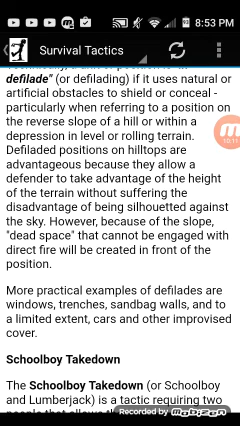 8:53 PM
Survival Tactics
defilade" (or defilading) if it uses natural or
artificial obstacles to shield or conceal -
particularly when referring to a position on
the reverse slope of a hill or within a
depression in level or rolling terrain.
Defiladed positions on hilltops are
advantageous because they allow a
defender to take advantage of the height
of the terrain without suffering the
disadvantage of being silhouetted against
the sky. However, because of the slope,
"dead space" that cannot be engaged with
direct fire will be created in front of the
position.
More practical examples of defilades are
windows, trenches, sandbag walls, and to
a limited extent, cars and other improvised
cover.
Schoolboy Takedown
The Schoolboy Takedown (or Schoolboy
and Lumberjack) is a tactic requiring two
people that allows
Recorded by mobizen